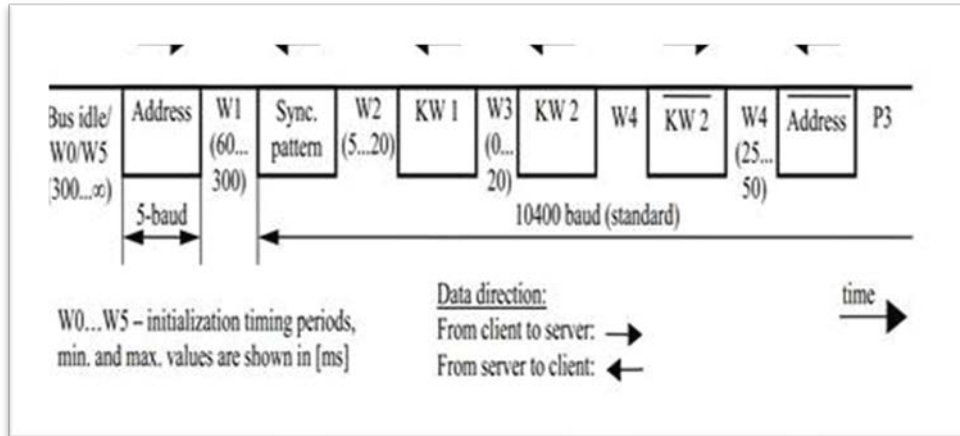 Bus idle/
W0/W5
(300...∞)
Address
W1
(60...
300)
Sync.
pattern
W2
(5...20)
KW 1
W3
(0...
20)
KW 2
W4
K̅W̅ ̅2̅
W4
(25...
50)
A̅d̅d̅r̅e̅s̅s̅
P3
5-baud
10400 baud (standard)
W0...W5 – initialization timing periods,
min. and max. values are shown in [ms]
Data direction:
From client to server:
From server to client:
time